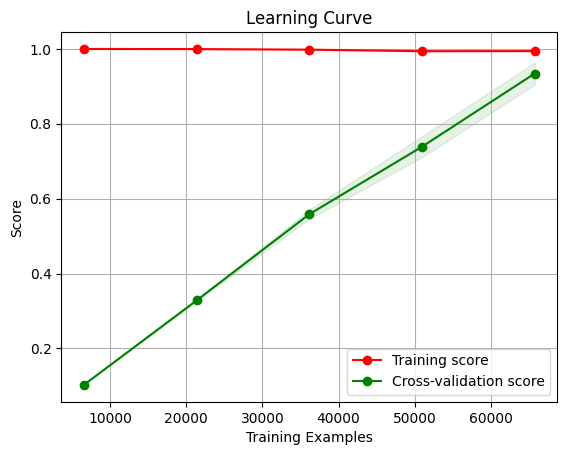 Learning Curve
1.0
0.8
0.6
0.4
0.2
Score
Training score
Cross-validation score
10000 20000 30000 40000 50000 60000
Training Examples